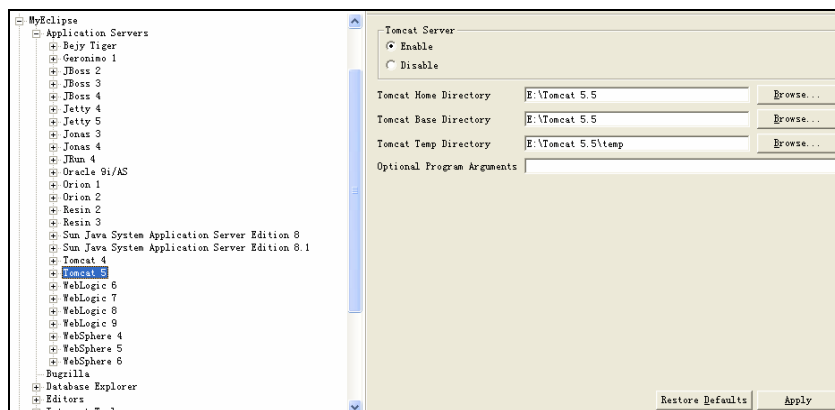 MyEclipse
Application Servers
Bejy Tiger
Geronimo 1
JBoss 2
JBoss 3
JBoss 4
Jetty 4
Jetty 5
Jonas 3
Jonas 4
JRun 4
Oracle 9i/AS
Orion 1
Orion 2
Resin 2
Resin 3
Sun Java System Application Server Edition 8
Sun Java System Application Server Edition 8.1
Tomcat 4
Tomcat 5
WebLogic 6
WebLogic 7
WebLogic 8
WebLogic 9
WebSphere 4
WebSphere 5
WebSphere 6
Bugzilla
Database Explorer
Editors
Tomcat Server
Enable
Disable
Tomcat Home Directory E:\Tomcat 5.5 Browse...
Tomcat Base Directory E:\Tomcat 5.5 Browse...
Tomcat Temp Directory E:\Tomcat 5.5\temp Browse...
Optional Program Arguments
Restore Defaults Apply